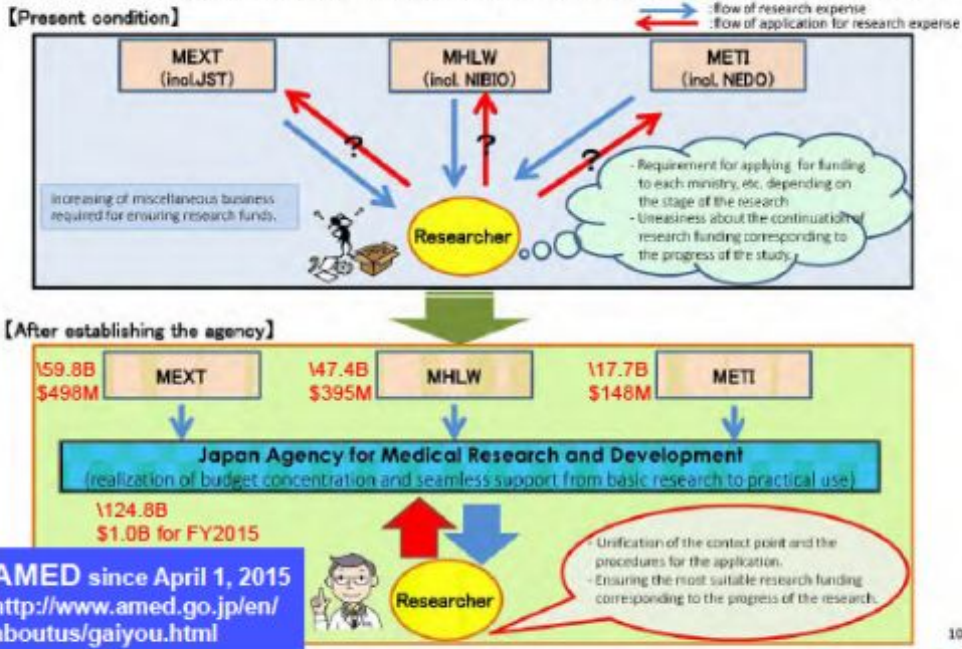 【Present condition】
:flow of research expense
:flow of application for research expense
MEXT
(incl.JST)
MHLW
(incl. NIBIO)
METI
(incl. NEDO)
?
?
?
Increasing of miscellaneous business
required for ensuring research funds.
Researcher
- Requirement for applying for funding
to each ministry, etc. depending on
the stage of the research
- Uneasiness about the continuation of
research funding corresponding to
the progress of the study.
【After establishing the agency】
\59.8B
$498M
MEXT
\47.4B
$395M
MHLW
\17.7B
$148M
METI
Japan Agency for Medical Research and Development
(realization of budget concentration and seamless support from basic research to practical use)
\124.8B
$1.0B for FY2015
- Unification of the contact point and the
procedures for the application.
- Ensuring the most suitable research funding
corresponding to the progress of the research.
Researcher
AMED since April 1, 2015
http://www.amed.go.jp/en/
aboutus/gaiyou.html
10